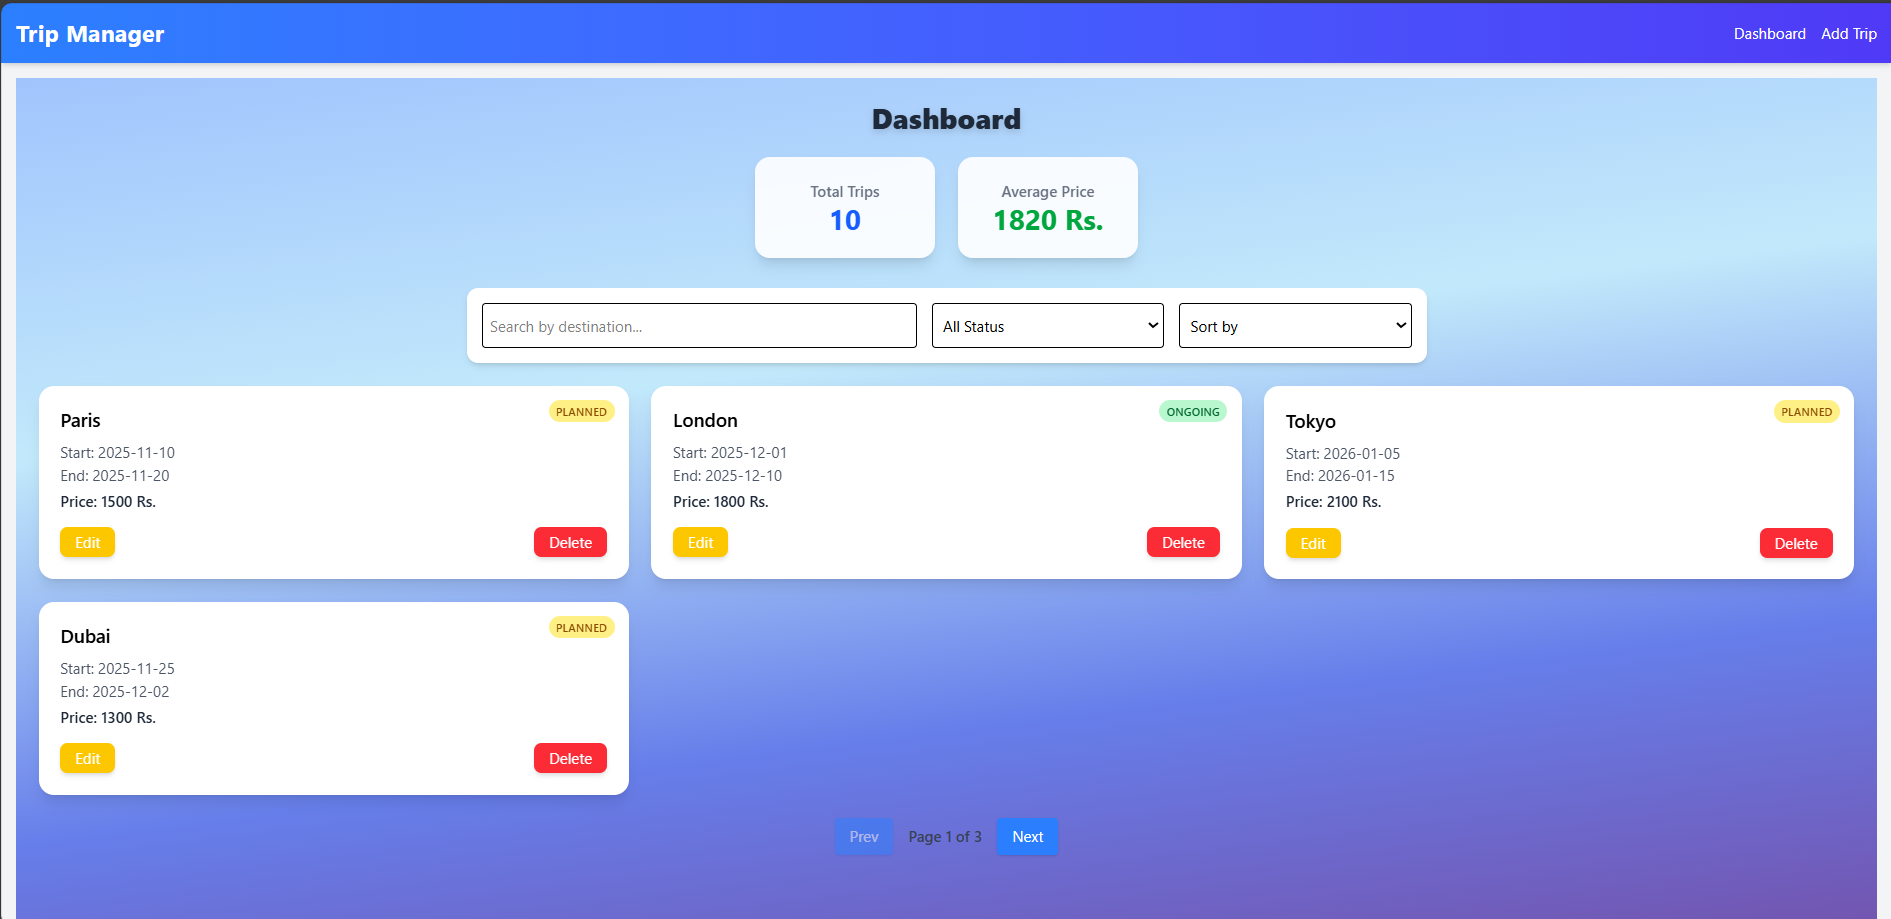 Trip Manager
Dashboard
Add Trip
Dashboard
Total Trips
10
Average Price
1820 Rs.
Search by destination...
All Status
Sort by
Paris
PLANNED
Start: 2025-11-10
End: 2025-11-20
Price: 1500 Rs.
Edit
Delete
London
ONGOING
Start: 2025-12-01
End: 2025-12-10
Price: 1800 Rs.
Edit
Delete
Tokyo
PLANNED
Start: 2026-01-05
End: 2026-01-15
Price: 2100 Rs.
Edit
Delete
Dubai
PLANNED
Start: 2025-11-25
End: 2025-12-02
Price: 1300 Rs.
Edit
Delete
Prev
Page 1 of 3
Next